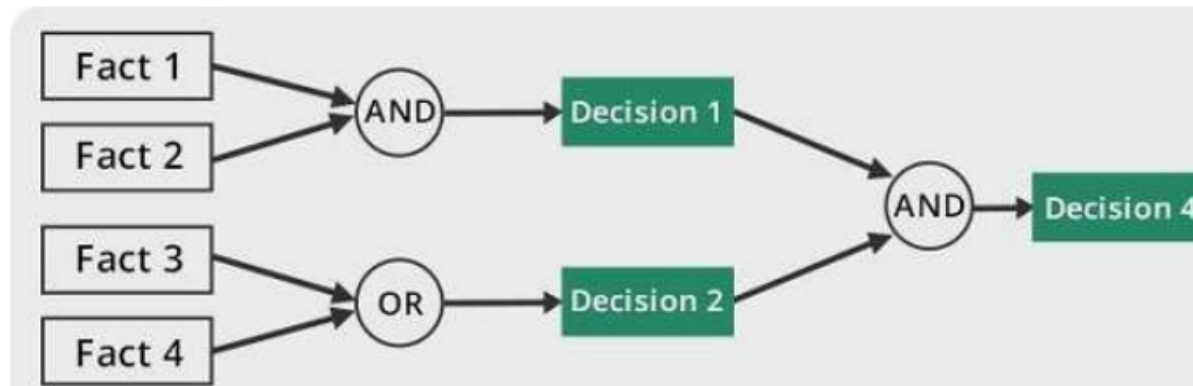 Fact 1
Fact 2
Fact 3
Fact 4
AND
OR
Decision 1
Decision 2
AND
Decision 4